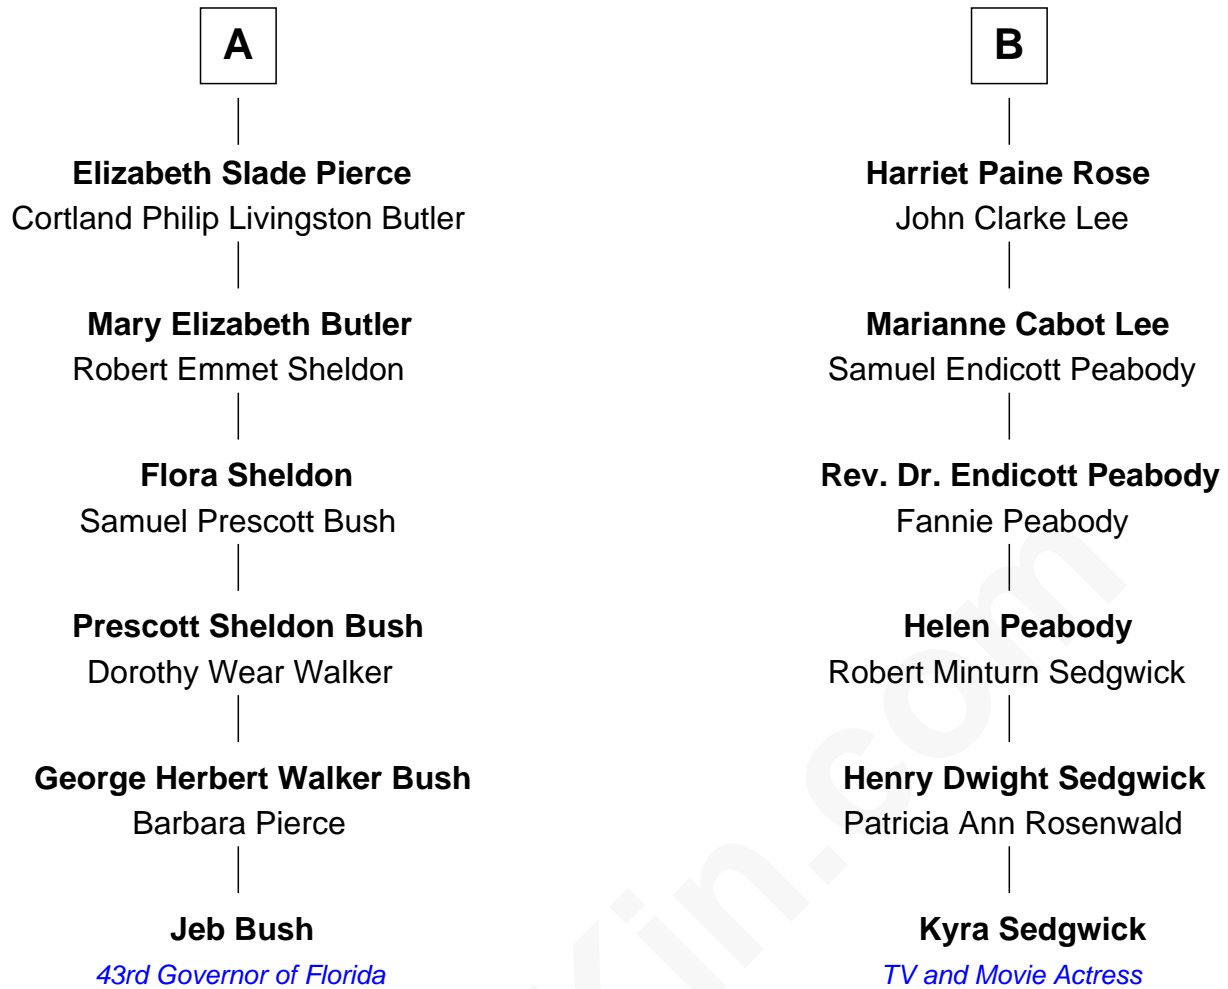 A
Elizabeth Slade Pierce
Cortland Philip Livingston Butler
Mary Elizabeth Butler
Robert Emmet Sheldon
Flora Sheldon
Samuel Prescott Bush
Prescott Sheldon Bush
Dorothy Wear Walker
George Herbert Walker Bush
Barbara Pierce
Jeb Bush
43rd Governor of Florida
B
Harriet Paine Rose
John Clarke Lee
Marianne Cabot Lee
Samuel Endicott Peabody
Rev. Dr. Endicott Peabody
Fannie Peabody
Helen Peabody
Robert Minturn Sedgwick
Henry Dwight Sedgwick
Patricia Ann Rosenwald
Kyra Sedgwick
TV and Movie Actress